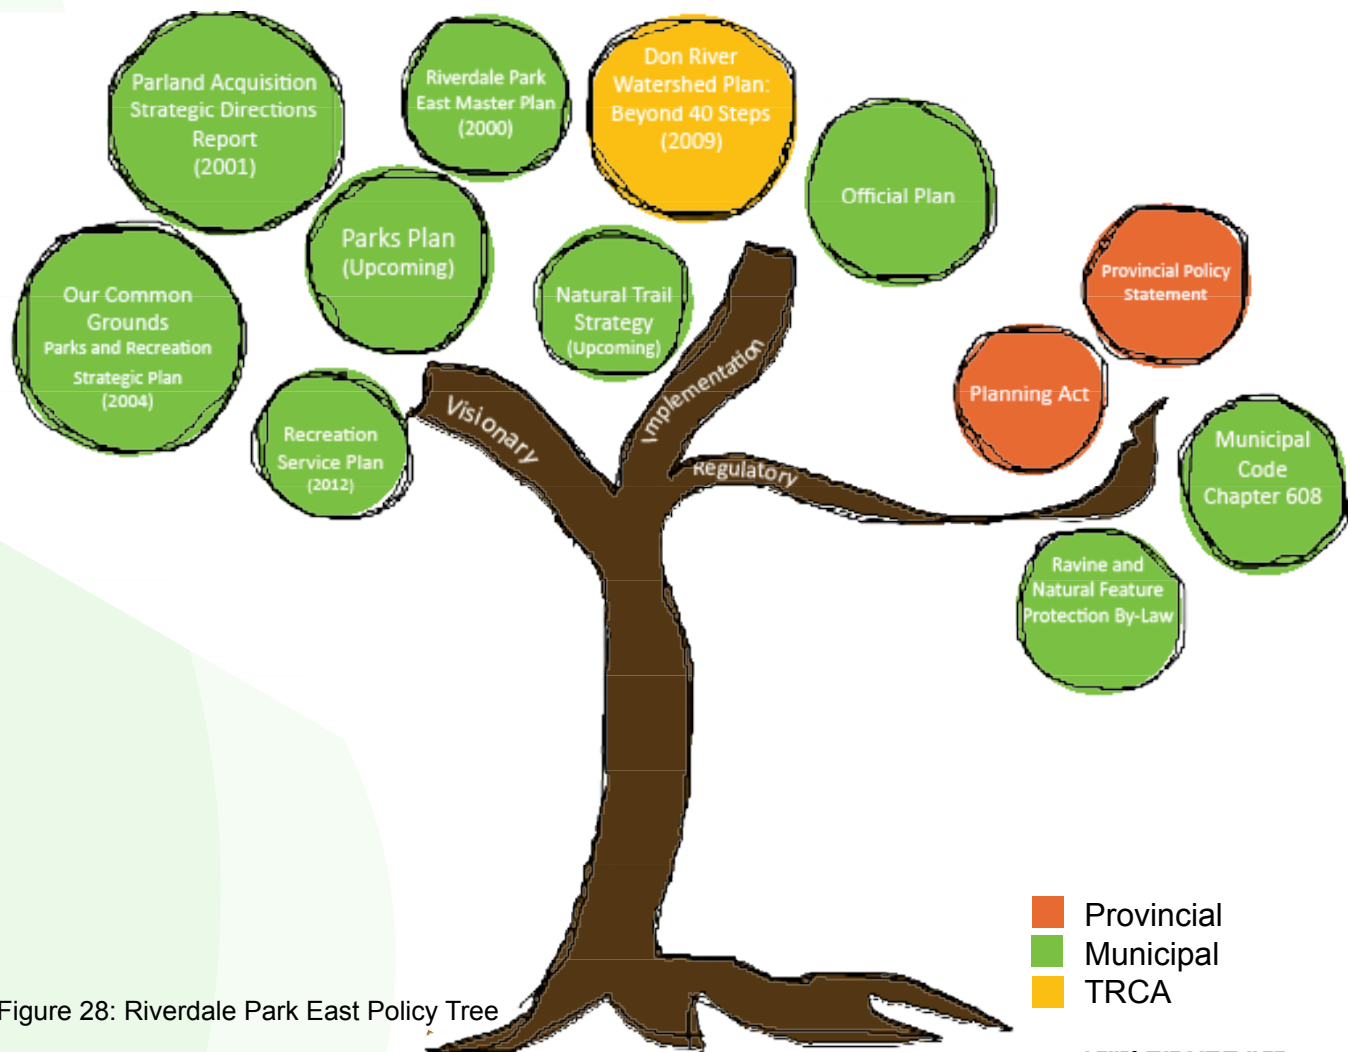 Parland Acquisition
Strategic Directions
Report
(2001)
Riverdale Park
East Master Plan
(2000)
Don River
Watershed Plan:
Beyond 40 Steps
(2009)
Official Plan
Parks Plan
(Upcoming)
Natural Trail
Strategy
(Upcoming)
Provincial Policy
Statement
Our Common
Grounds
Parks and Recreation
Strategic Plan
(2004)
Planning Act
Recreation
Service Plan
(2012)
Municipal
Code
Chapter 608
Ravine and
Natural Feature
Protection By-Law
Visionary
Implementation
Regulatory
Provincial
Municipal
TRCA
Figure 28: Riverdale Park East Policy Tree